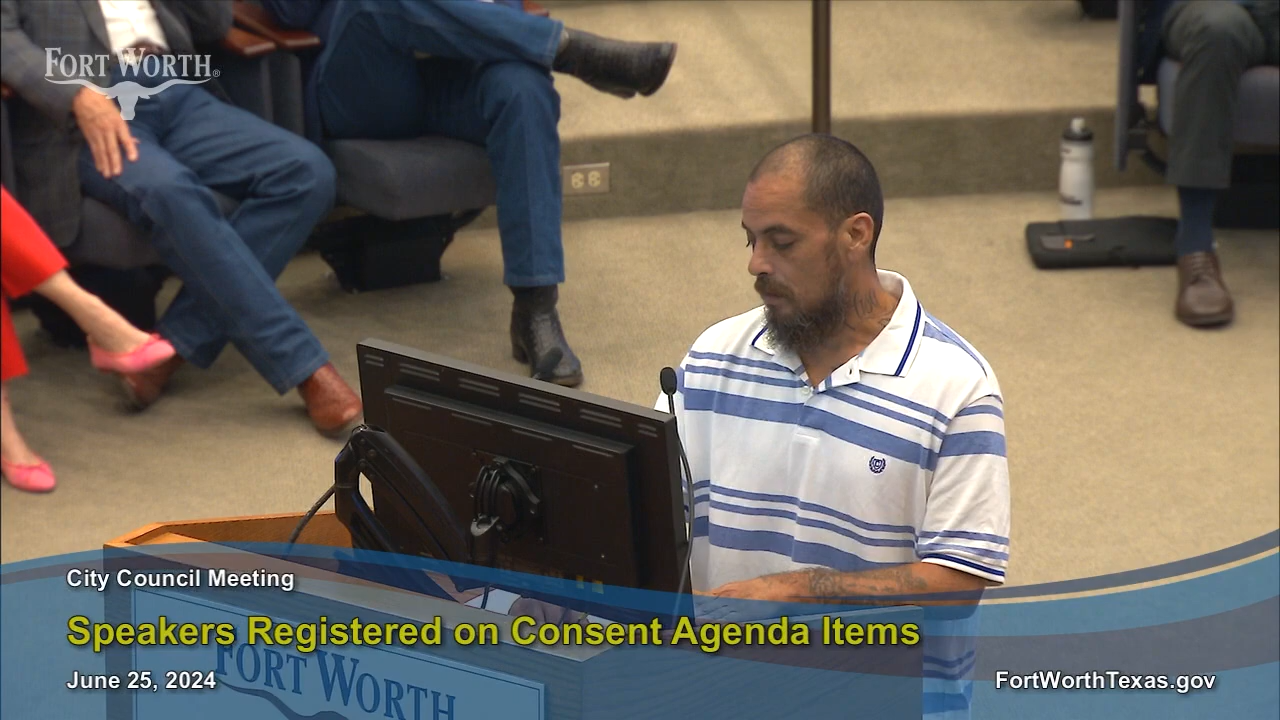 FORT WORTH®
City Council Meeting
Speakers Registered on Consent Agenda Items
June 25, 2024
FORT WORTH
FortWorthTexas.gov